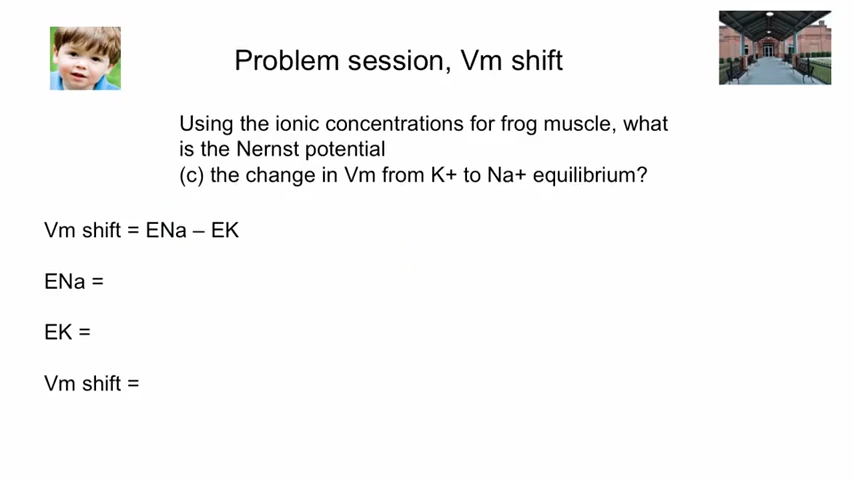 Problem session, Vm shift
Using the ionic concentrations for frog muscle, what
is the Nernst potential
(c) the change in Vm from K+ to Na+ equilibrium?
Vm shift = ENa – EK
ENa =
EK =
Vm shift =